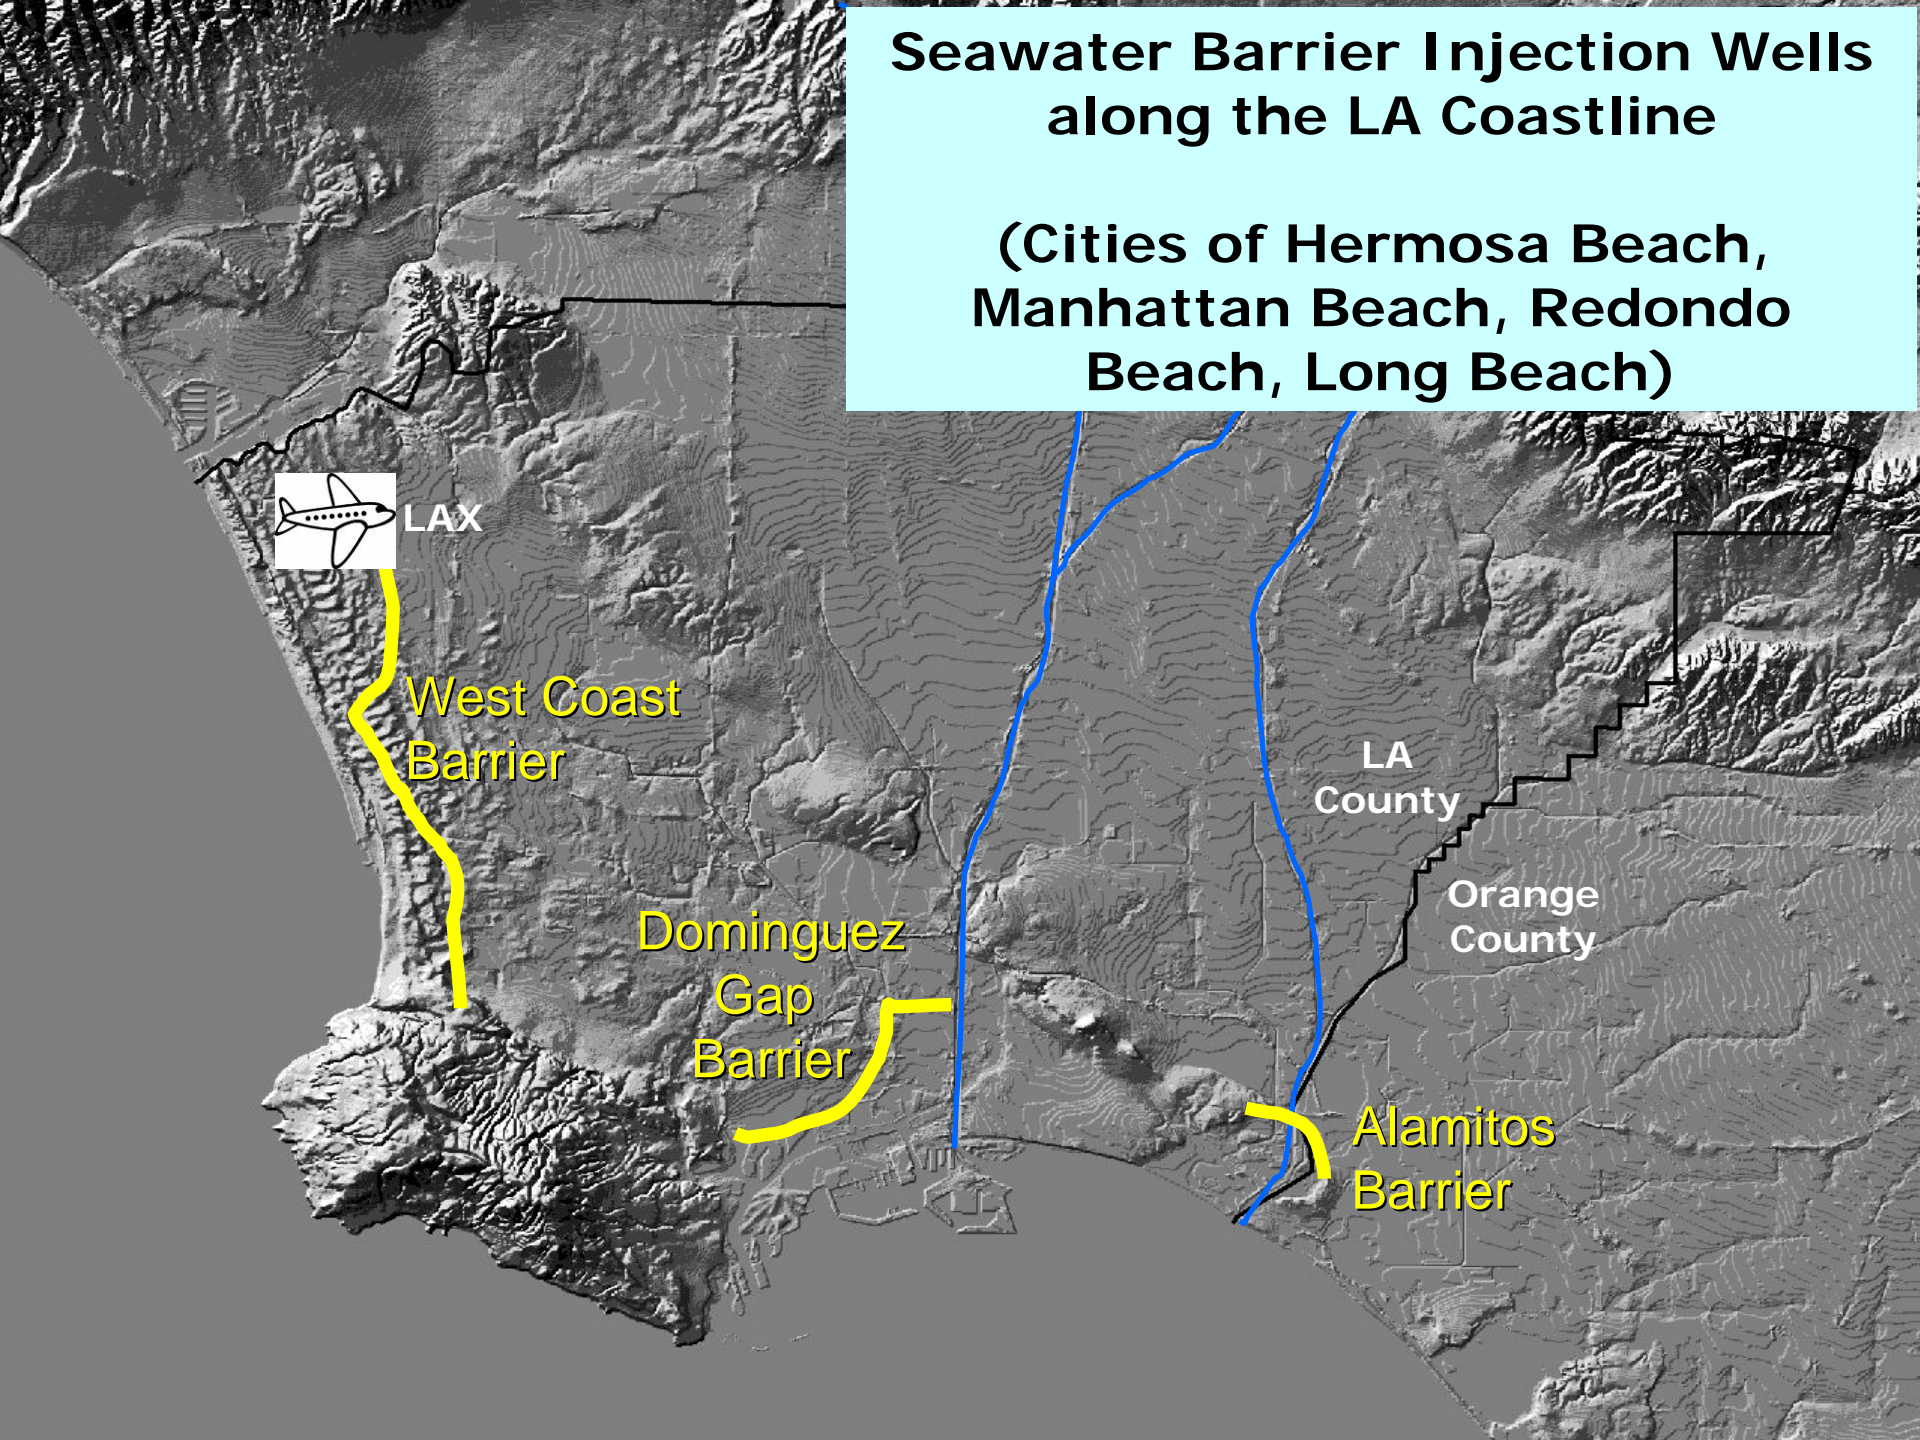 Seawater Barrier Injection Wells
along the LA Coastline
(Cities of Hermosa Beach,
Manhattan Beach, Redondo
Beach, Long Beach)
LAX
West Coast
Barrier
LA
County
Orange
County
Dominguez
Gap
Barrier
Alamitos
Barrier